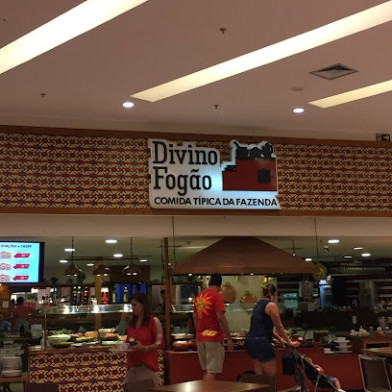 Divino
Fogão
COMIDA TÍPICA DA FAZENDA